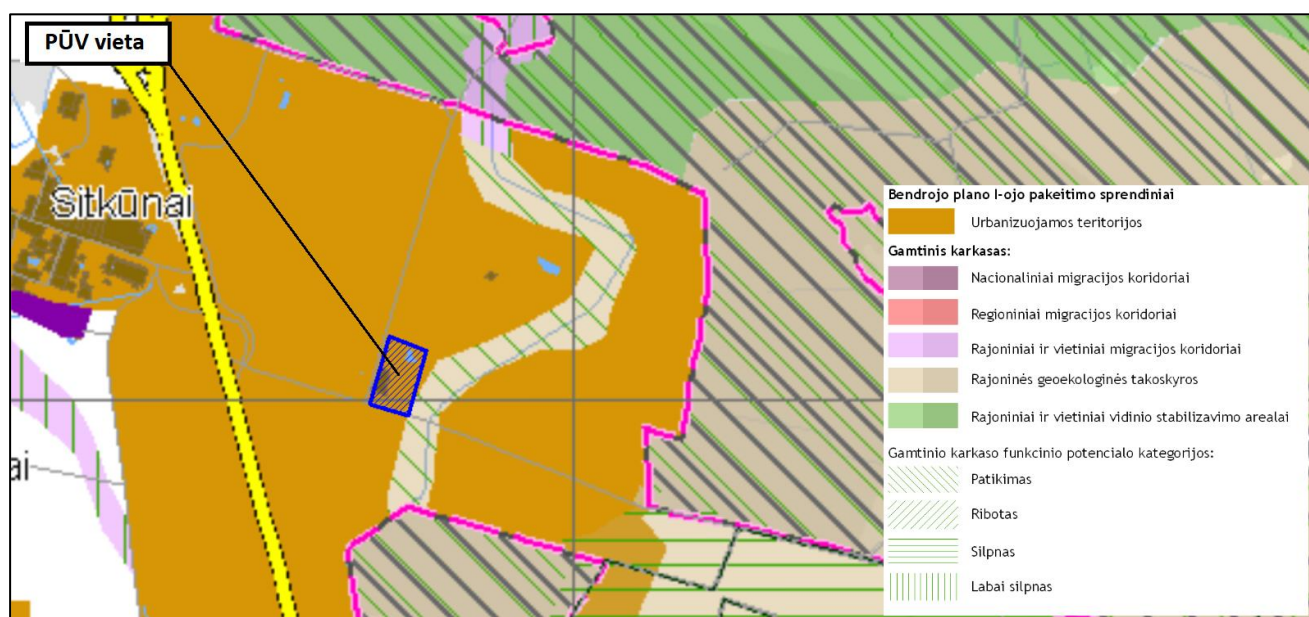 PŪV vieta
Sitkūnai
ai
Bendrojo plano I-ojo pakeitimo sprendiniai
Urbanizuojamos teritorijos
Gamtinis karkasas:
Nacionaliniai migracijos koridoriai
Regioniniai migracijos koridoriai
Rajoniniai ir vietiniai migracijos koridoriai
Rajoninės geoekologinės takoskyros
Rajoniniai ir vietiniai vidinio stabilizavimo arealai
Gamtinio karkaso funkcinio potencialo kategorijos:
Patikimas
Ribotas
Silpnas
Labai silpnas